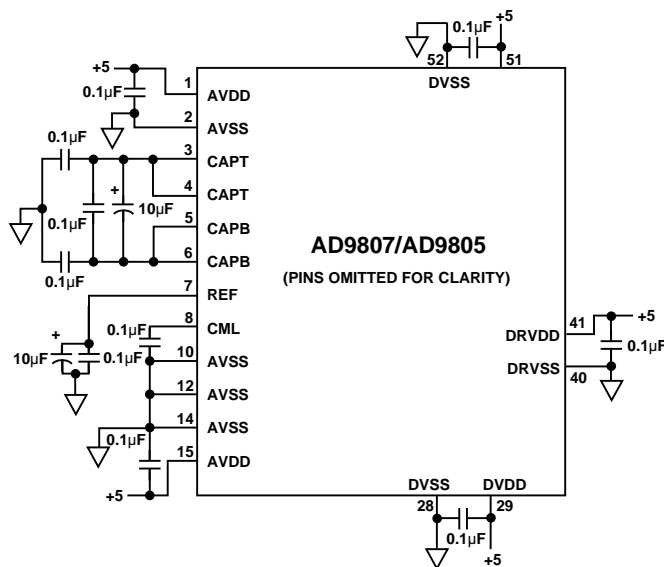 0.1µF
+5
52
51
DVSS
+5
0.1µF
1
AVDD
2
AVSS
0.1µF
3
CAPT
4
CAPT
+
0.1µF
10µF
5
CAPB
6
CAPB
0.1µF
AD9807/AD9805
(PINS OMITTED FOR CLARITY)
7
REF
8
CML
0.1µF
+
10µF
0.1µF
10
AVSS
12
AVSS
14
AVSS
0.1µF
15
AVDD
+5
41
DRVDD
+5
0.1µF
DRVSS
40
DVSS
DVDD
28
29
0.1µF
+5